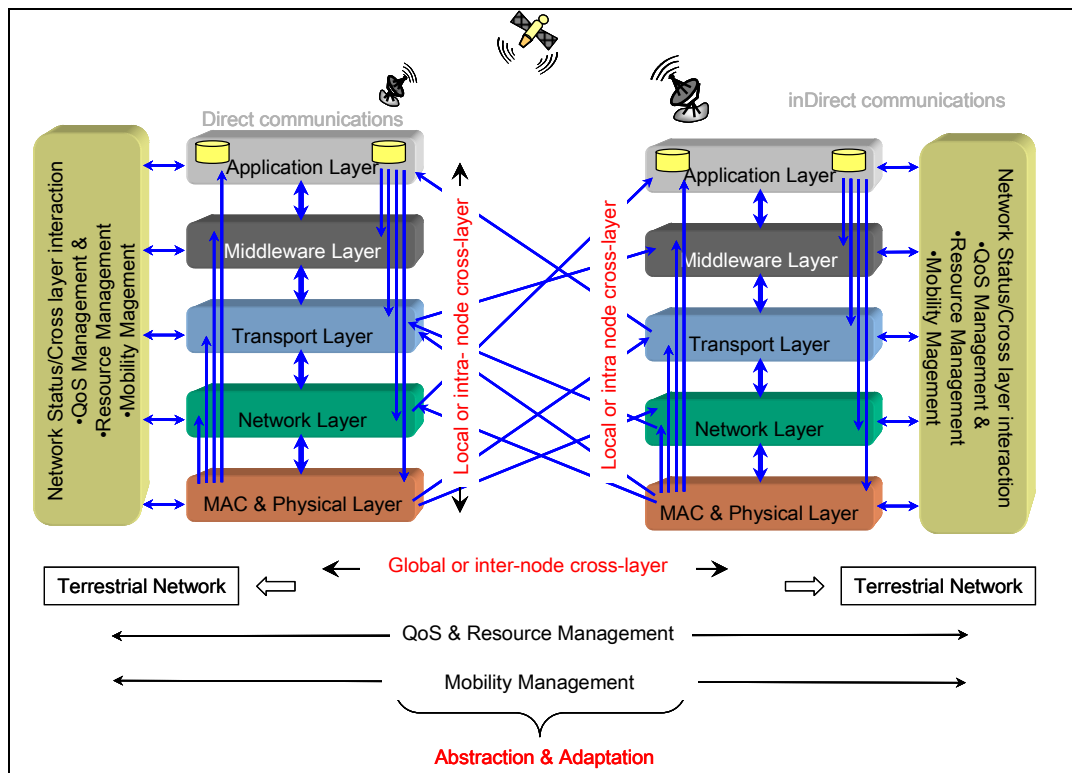 Direct communications
inDirect communications
Network Status/Cross layer interaction
•QoS Management &
•Resource Management
•Mobility Magement
Application Layer
Middleware Layer
Transport Layer
Network Layer
MAC & Physical Layer
Local or intra- node cross-layer
Local or intra node cross-layer
Application Layer
Middleware Layer
Transport Layer
Network Layer
MAC & Physical Layer
Network Status/Cross layer interaction
•QoS Management &
•Resource Management
•Mobility Magement
Global or inter-node cross-layer
Terrestrial Network
Terrestrial Network
QoS & Resource Management
Mobility Management
Abstraction & Adaptation